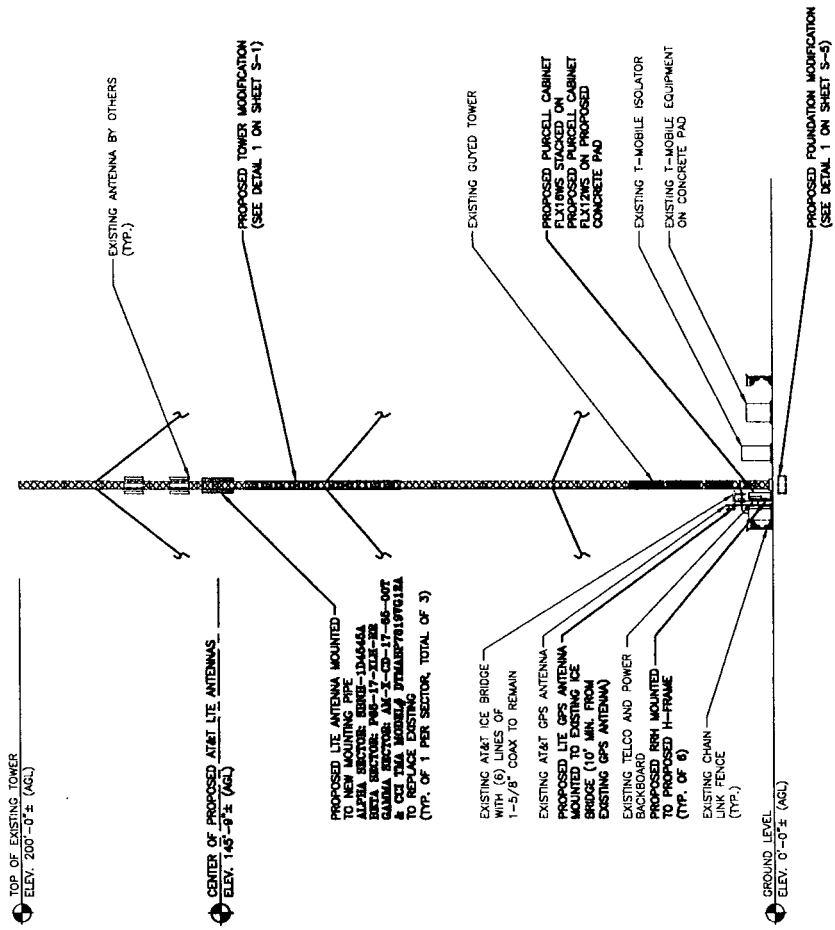 TOP OF EXISTING TOWER
ELEV. 200'-0"± (AGL)
EXISTING ANTENNA BY OTHERS
(TYP.)
CENTER OF PROPOSED AT&T LTE ANTENNAS
ELEV. 145'-9"± (AGL)
PROPOSED TOWER MODIFICATION
(SEE DETAIL 1 ON SHEET S-1)
PROPOSED LTE ANTENNA MOUNTED
TO NEW MOUNTING PIPE
ALPHA SECTOR:
BETA SECTOR: P65-17-XLH-RR
GAMMA SECTOR: AM-X-CD-17-65-00T
& CCI TMA MODEL#
TO REPLACE EXISTING
(TYP. OF 1 PER SECTOR, TOTAL OF 3)
EXISTING GUYED TOWER
EXISTING AT&T ICE BRIDGE
WITH (6) LINES OF
1-5/8" COAX TO REMAIN
EXISTING AT&T GPS ANTENNA
PROPOSED LTE GPS ANTENNA
MOUNTED TO EXISTING ICE
BRIDGE (10' MIN. FROM
EXISTING GPS ANTENNA)
EXISTING TELCO AND POWER
BACKBOARD
PROPOSED RRH MOUNTED
TO PROPOSED H-FRAME
(TYP. OF 6)
EXISTING CHAIN
LINK FENCE
(TYP.)
PROPOSED PURCELL CABINET
FLX16WS STACKED ON
PROPOSED PURCELL CABINET
FLX12WS ON PROPOSED
CONCRETE PAD
EXISTING T-MOBILE ISOLATOR
EXISTING T-MOBILE EQUIPMENT
ON CONCRETE PAD
GROUND LEVEL
ELEV. 0'-0"± (AGL)
PROPOSED FOUNDATION MODIFICATION
(SEE DETAIL 1 ON SHEET S-5)